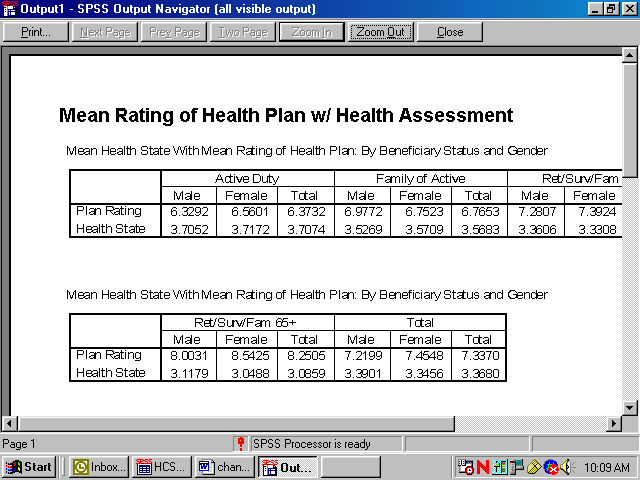 Output1 - SPSS Output Navigator (all visible output)
Print... Next Page Prev Page Two Page Zoom In Zoom Out Close
Mean Rating of Health Plan w/ Health Assessment
Mean Health State With Mean Rating of Health Plan: By Beneficiary Status and Gender
Active Duty Family of Active Ret/Surv/Fam
Male Female Total Male Female Total Male Female
Plan Rating 6.3292 6.5601 6.3732 6.9772 6.7523 6.7653 7.2807 7.3924
Health State 3.7052 3.7172 3.7074 3.5269 3.5709 3.5683 3.3606 3.3308
Mean Health State With Mean Rating of Health Plan: By Beneficiary Status and Gender
Ret/Surv/Fam 65+ Total
Male Female Total Male Female Total
Plan Rating 8.0031 8.5425 8.2505 7.2199 7.4548 7.3370
Health State 3.1179 3.0488 3.0859 3.3901 3.3456 3.3680
Page 1 SPSS Processor is ready
Start Inbox... HCS... chan... Out... 10:09 AM